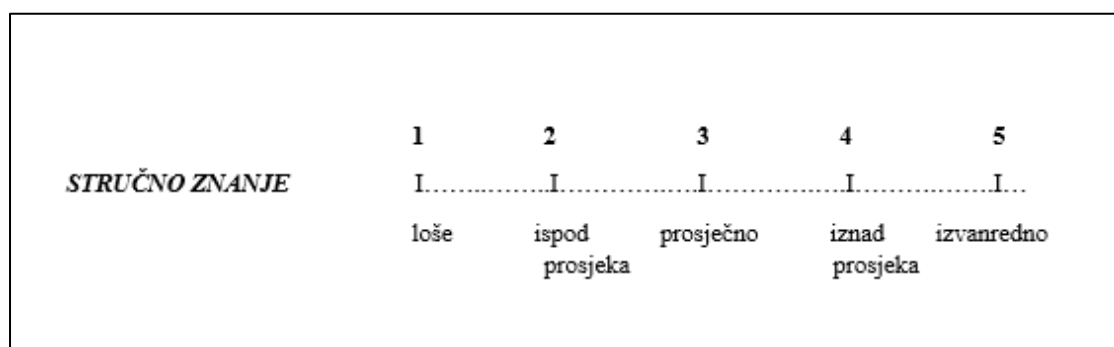 1 2 3 4 5
STRUČNO ZNANJE I...............I................I................I................I...
loše ispod prosječno iznad izvanredno
prosjeka prosjeka